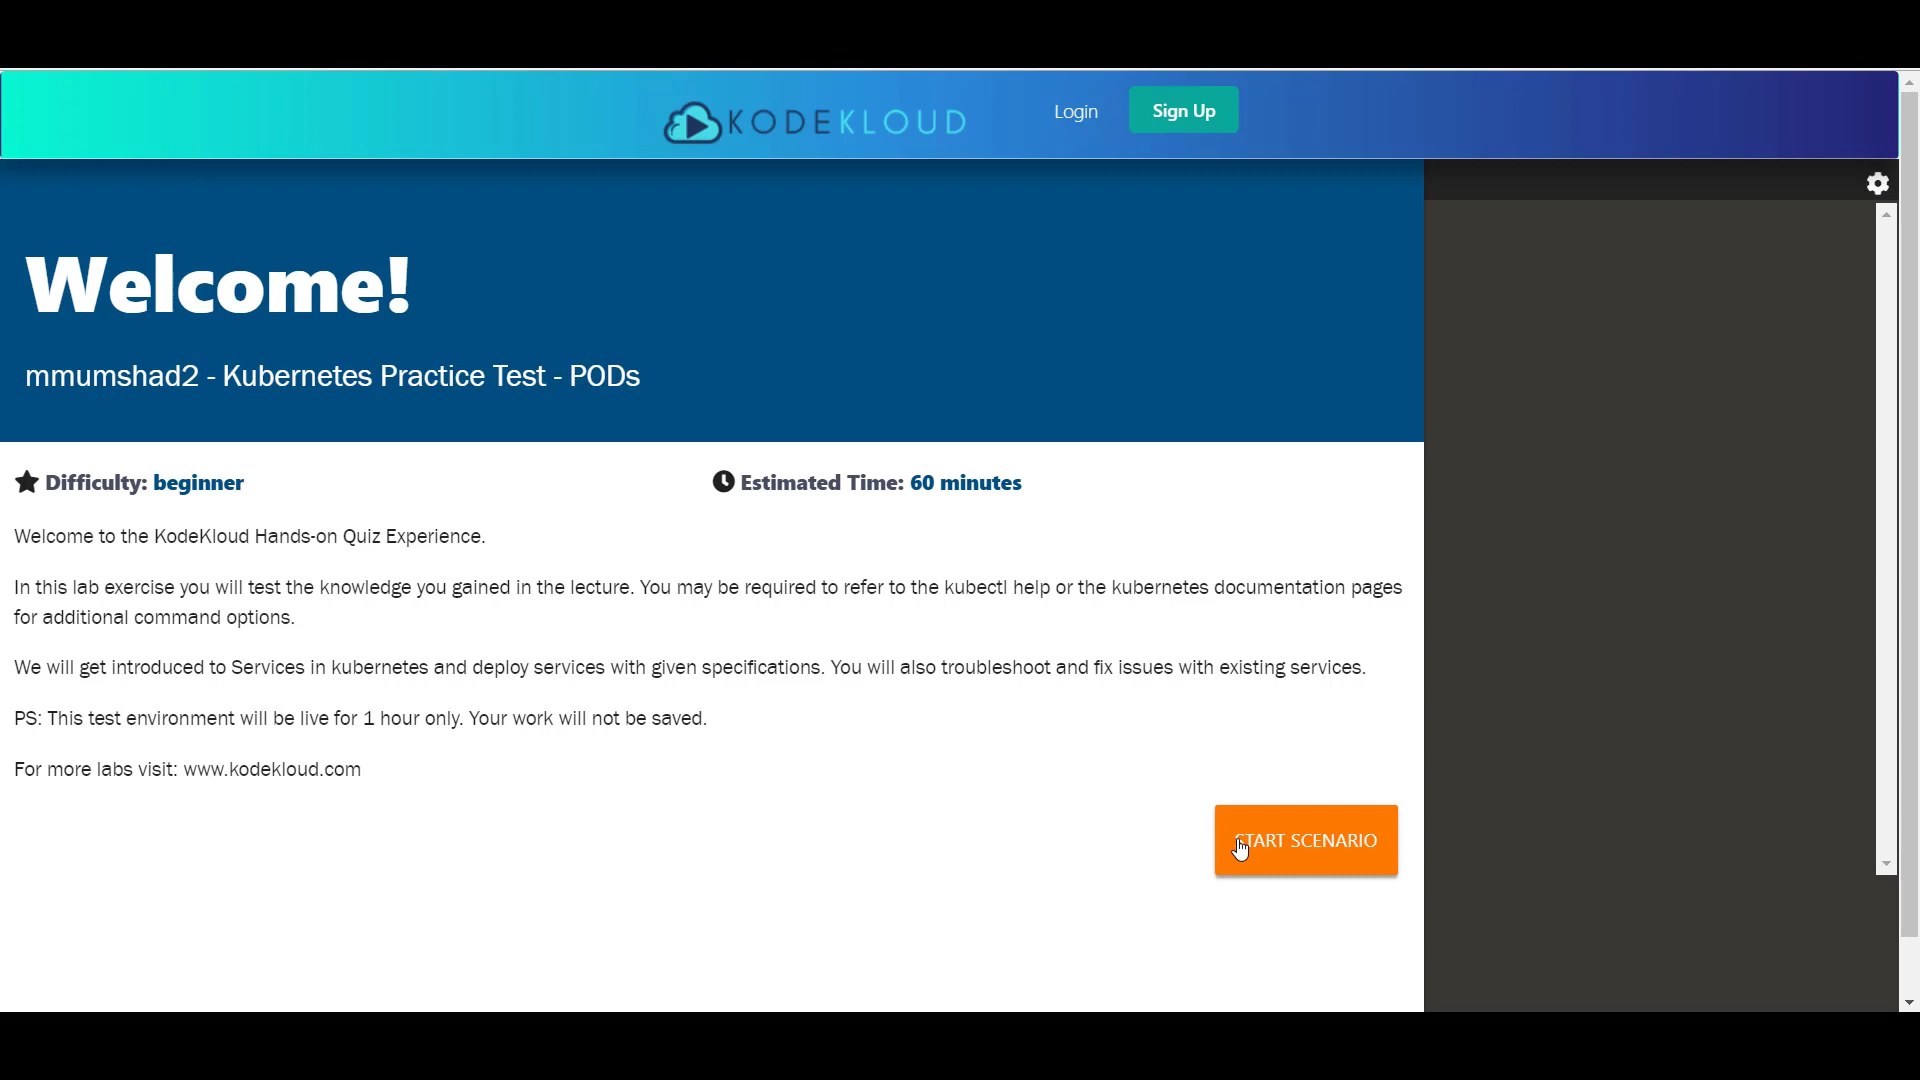 KODEKLOUD
Login
Sign Up
Welcome!
mmumshad2 - Kubernetes Practice Test - PODs
Difficulty: beginner
Estimated Time: 60 minutes
Welcome to the KodeKloud Hands-on Quiz Experience.
In this lab exercise you will test the knowledge you gained in the lecture. You may be required to refer to the kubectl help or the kubernetes documentation pages
for additional command options.
We will get introduced to Services in kubernetes and deploy services with given specifications. You will also troubleshoot and fix issues with existing services.
PS: This test environment will be live for 1 hour only. Your work will not be saved.
For more labs visit: www.kodekloud.com
START SCENARIO